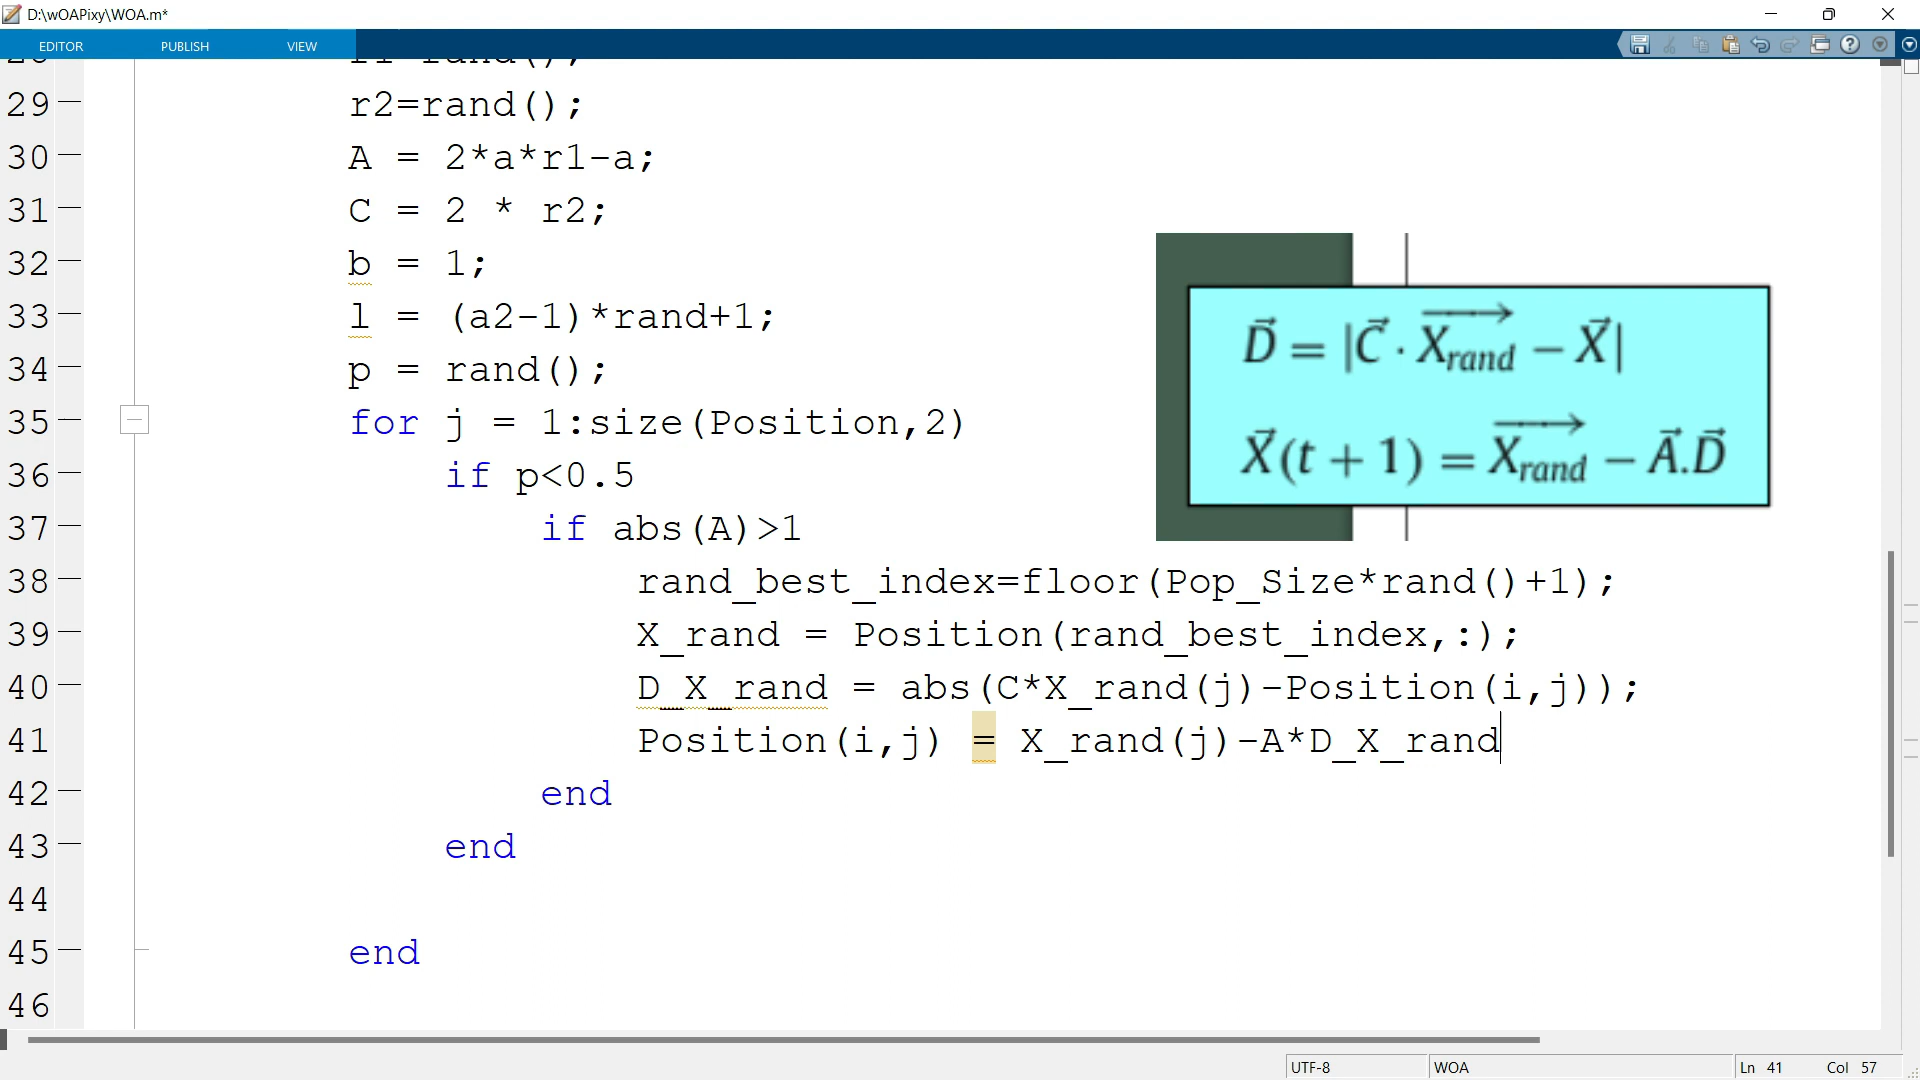 D:\wOAPixy\WOA.m*
EDITOR PUBLISH VIEW
29 r2=rand();
30 A = 2*a*r1-a;
31 C = 2 * r2;
32 b = 1;
33 l = (a2-1)*rand+1;
34 p = rand();
35 for j = 1:size(Position,2)
36 if p<0.5
37 if abs(A)>1
38 rand_best_index=floor(Pop_Size*rand()+1);
39 X_rand = Position(rand_best_index,:);
40 D_X_rand = abs(C*X_rand(j)-Position(i,j));
41 Position(i,j) = X_rand(j)-A*D_X_rand
42 end
43 end
44
45 end
46
D⃗ = |C⃗ · X⃗rand − X⃗|
X⃗(t + 1) = X⃗rand − A⃗.D⃗
UTF-8 WOA Ln 41 Col 57